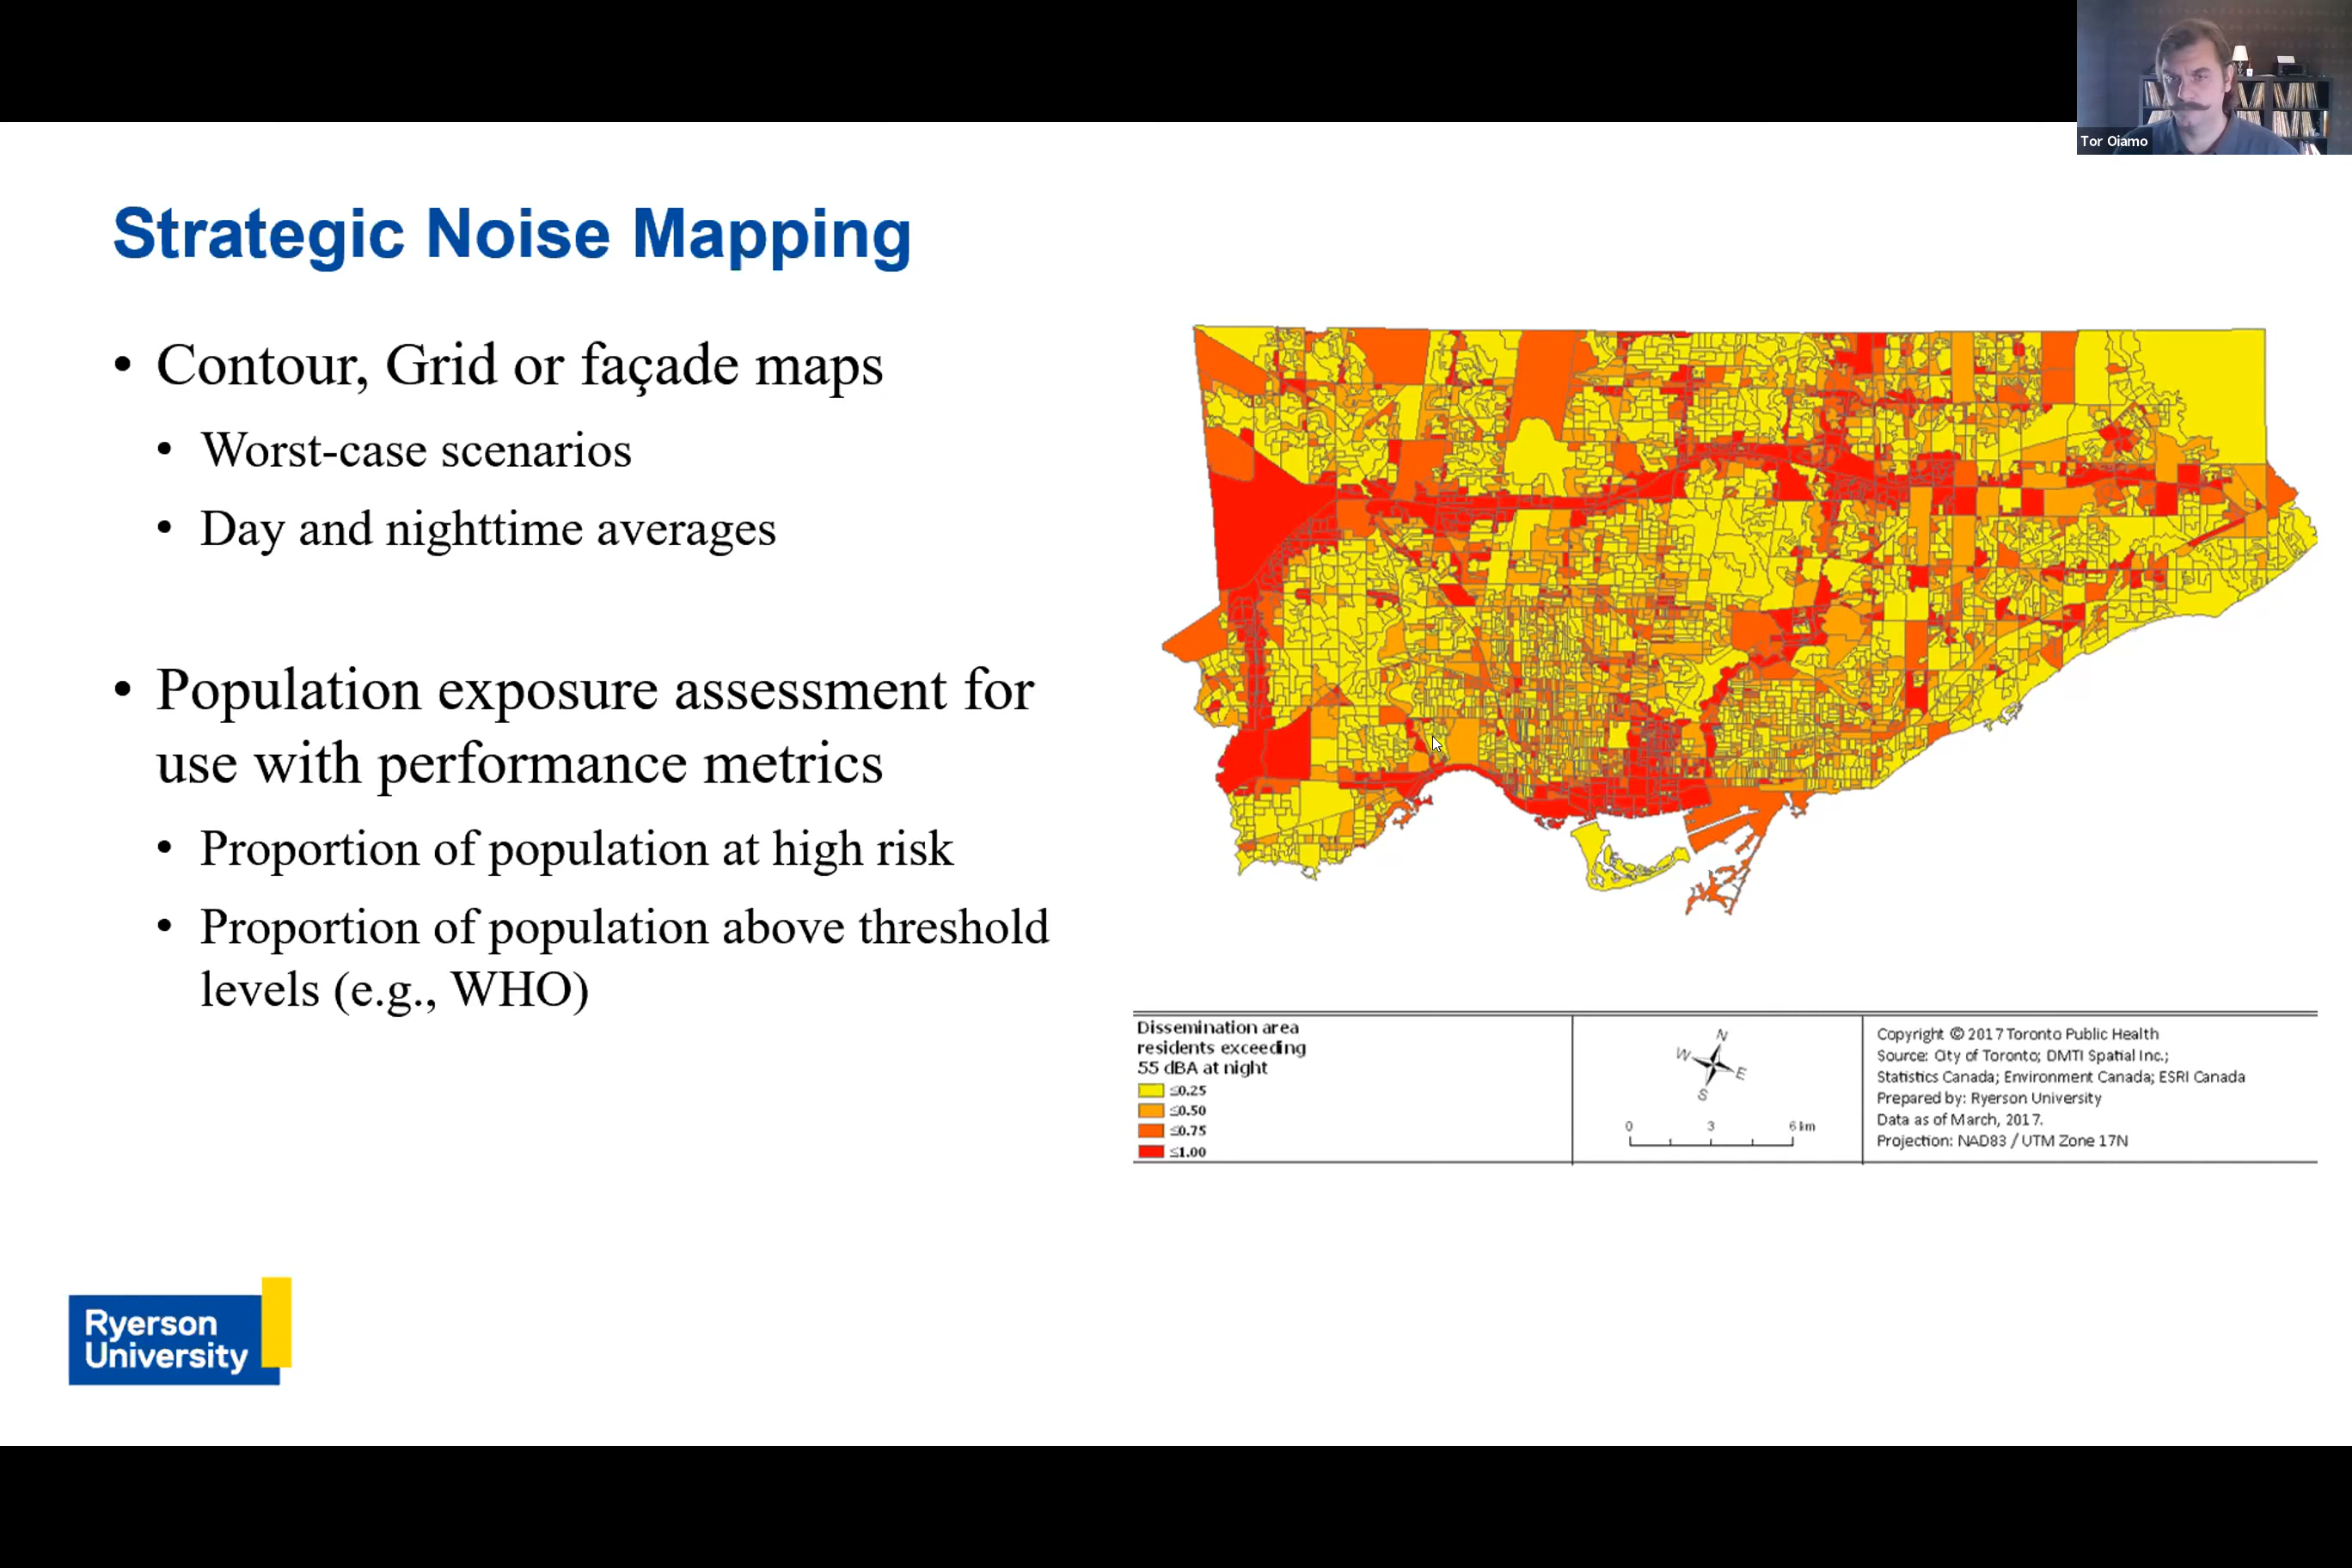 Tor Oiamo
Strategic Noise Mapping
• Contour, Grid or façade maps
• Worst-case scenarios
• Day and nighttime averages
• Population exposure assessment for
use with performance metrics
• Proportion of population at high risk
• Proportion of population above threshold
levels (e.g., WHO)
Dissemination area
residents exceeding
55 dBA at night
≤0.25
≤0.50
≤0.75
≤1.00
N
W
E
S
0 3 6 km
Copyright © 2017 Toronto Public Health
Source: City of Toronto; DMTI Spatial Inc.;
Statistics Canada; Environment Canada; ESRI Canada
Prepared by: Ryerson University
Data as of March, 2017.
Projection: NAD83 / UTM Zone 17N
Ryerson
University